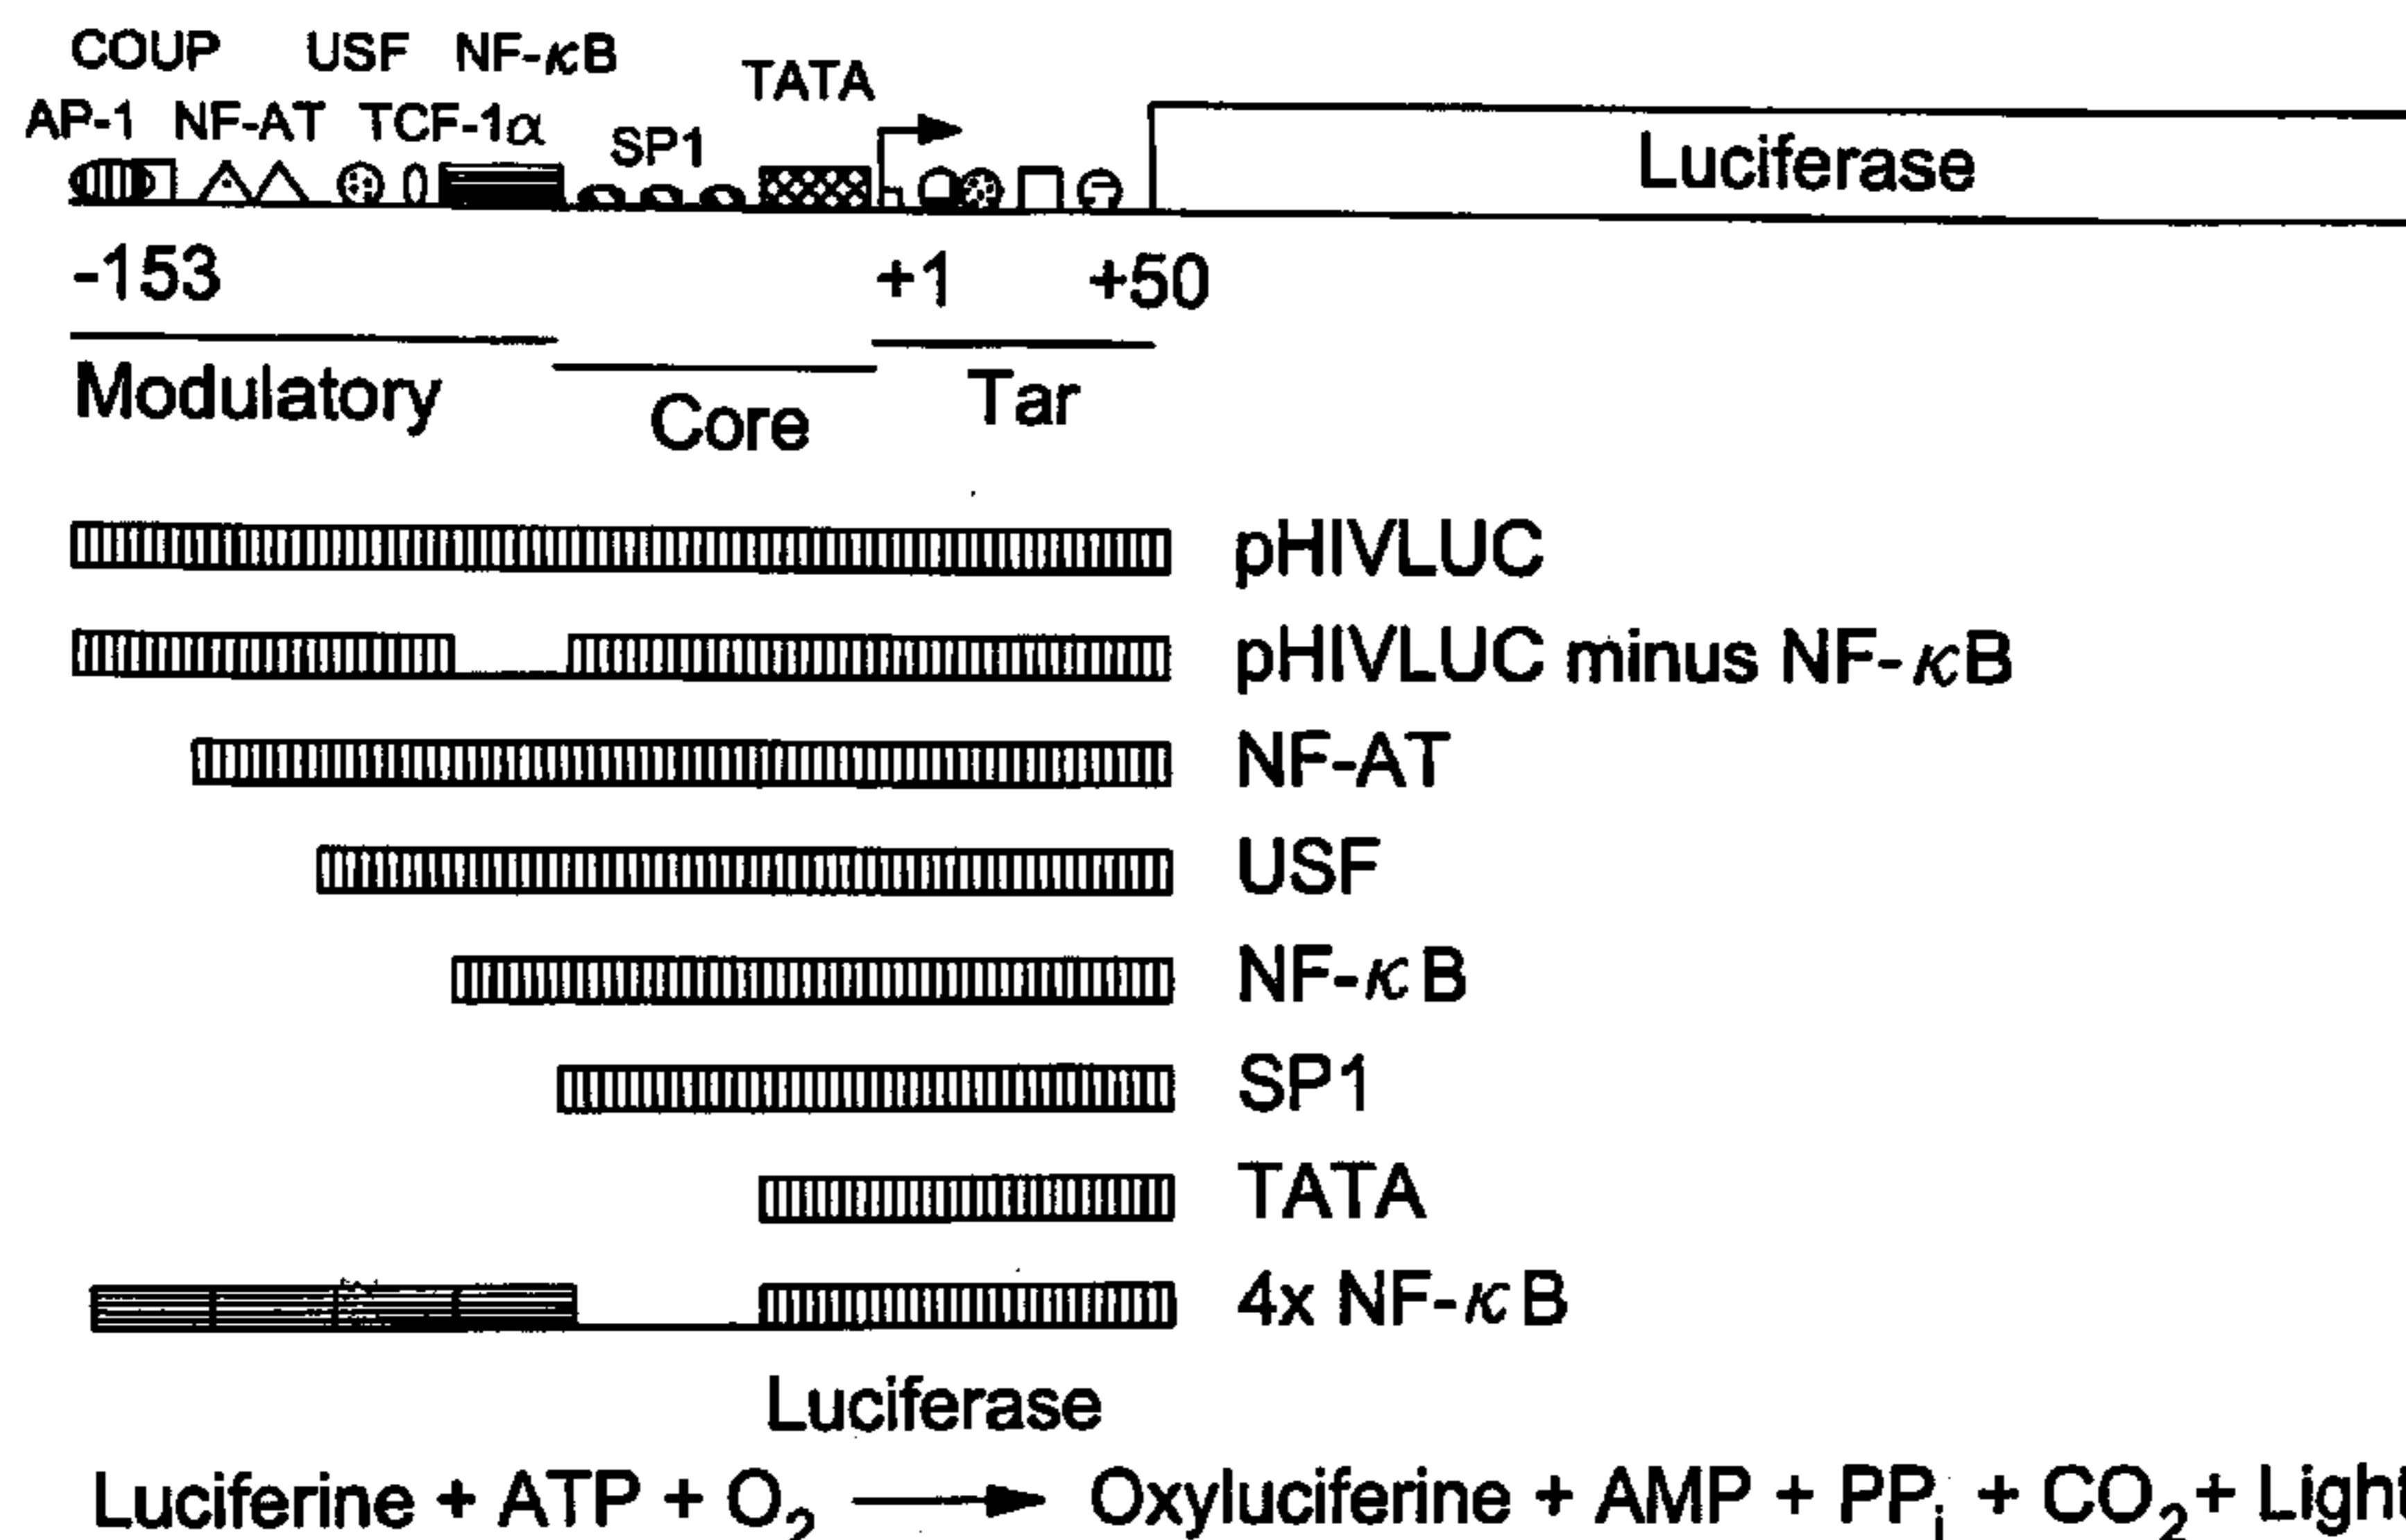 COUP USF NF-κB
TATA
AP-1 NF-AT TCF-1α
SP1
Luciferase
-153 +1 +50
Modulatory
Core
Tar
pHIVLUC
pHIVLUC minus NF-κB
NF-AT
USF
NF-κB
SP1
TATA
4x NF-κB
Luciferase
Luciferine + ATP + O₂ ⟶ Oxyluciferine + AMP + PPᵢ + CO₂ + Light